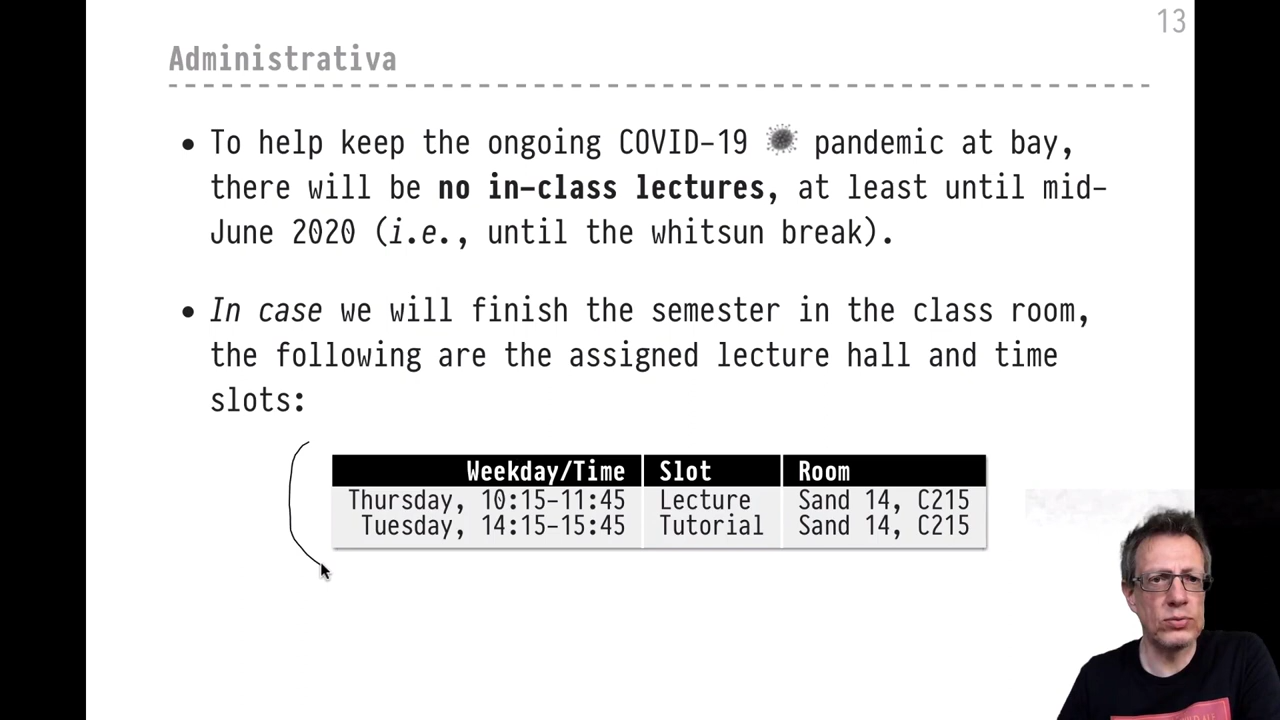 13
Administrativa
• To help keep the ongoing COVID-19 pandemic at bay,
there will be no in-class lectures, at least until mid-
June 2020 (i.e., until the whitsun break).
• In case we will finish the semester in the class room,
the following are the assigned lecture hall and time
slots:
Weekday/Time Slot Room
Thursday, 10:15-11:45 Lecture Sand 14, C215
Tuesday, 14:15-15:45 Tutorial Sand 14, C215